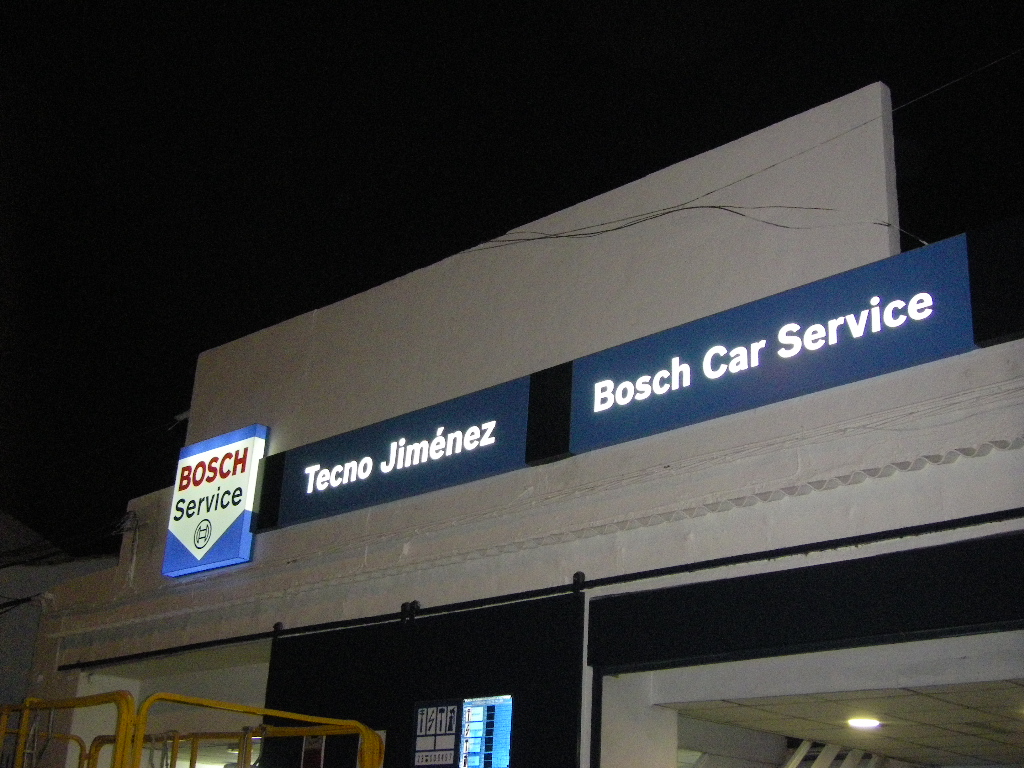 BOSCH
Service
Tecno Jiménez
Bosch Car Service